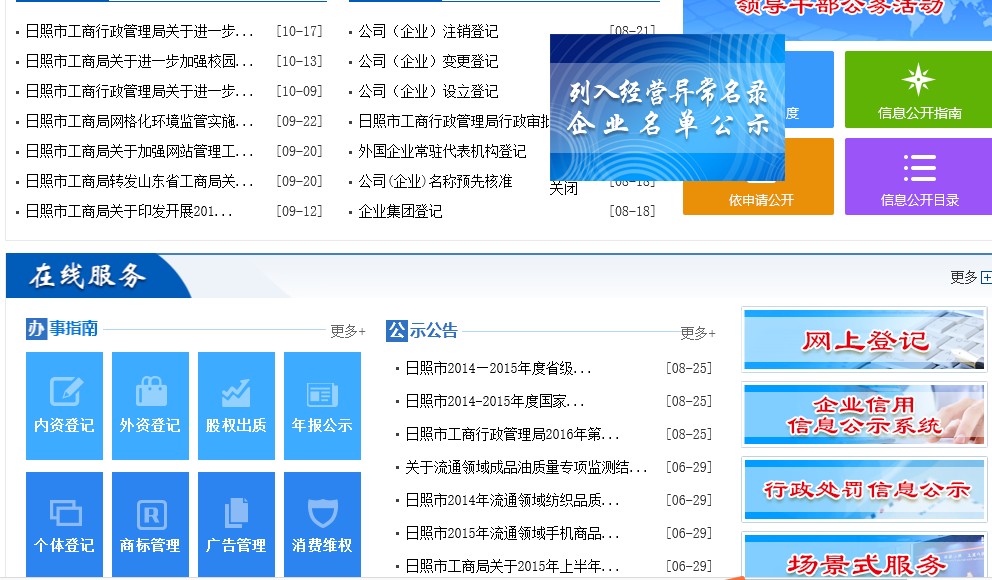 领导干部公务活动
日照市工商行政管理局关于进一步... [10-17]
日照市工商局关于进一步加强校园... [10-13]
日照市工商行政管理局关于进一步... [10-09]
日照市工商局网格化环境监管实施... [09-22]
日照市工商局关于加强网站管理工... [09-20]
日照市工商局转发山东省工商局关... [09-20]
日照市工商局关于印发开展201... [09-12]
公司（企业）注销登记 [08-21]
公司（企业）变更登记
公司（企业）设立登记
日照市工商行政管理局行政审批
外国企业常驻代表机构登记
公司(企业)名称预先核准 [08-18]
企业集团登记 [08-18]
列入经营异常名录
企业名单公示
关闭
度
信息公开指南
依申请公开
信息公开目录
在线服务
更多
办事指南
更多+
内资登记
外资登记
股权出质
年报公示
个体登记
商标管理
广告管理
消费维权
公示公告
更多+
日照市2014—2015年度省级... [08-25]
日照市2014-2015年度国家... [08-25]
日照市工商行政管理局2016年第... [08-25]
关于流通领域成品油质量专项监测结... [06-29]
日照市2014年流通领域纺织品质... [06-29]
日照市2015年流通领域手机商品... [06-29]
日照市工商局关于2015年上半年... [06-29]
网上登记
企业信用
信息公示系统
行政处罚信息公示
场景式服务